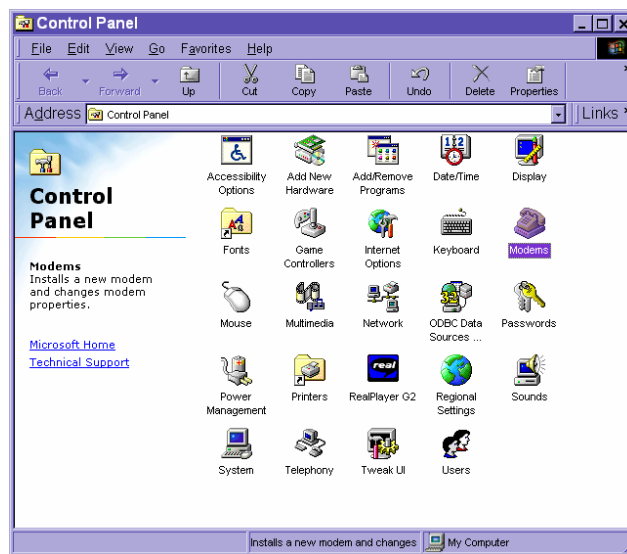 Control Panel
File Edit View Go Favorites Help
Back Forward Up Cut Copy Paste Undo Delete Properties
Address Control Panel Links
Control
Panel
Modems
Installs a new modem
and changes modem
properties.
Microsoft Home
Technical Support
Accessibility
Options
Add New
Hardware
Add/Remove
Programs
Date/Time
Display
Fonts
Game
Controllers
Internet
Options
Keyboard
Modems
Mouse
Multimedia
Network
ODBC Data
Sources ...
Passwords
Power
Management
Printers
real
RealPlayer G2
Regional
Settings
Sounds
System
Telephony
Tweak UI
Users
Installs a new modem and changes My Computer